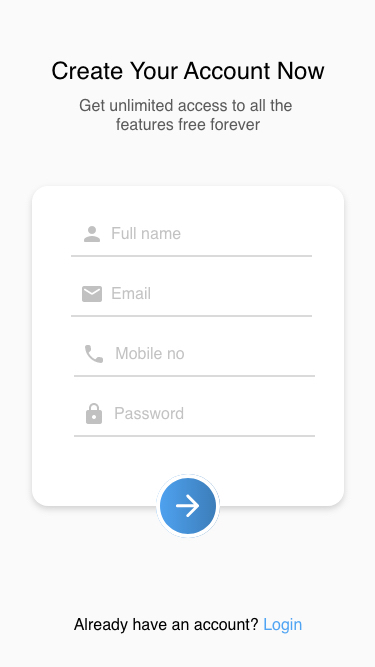 Create Your Account Now
Get unlimited access to all the
features free forever
Full name
Email
Mobile no
Password
Already have an account? Login